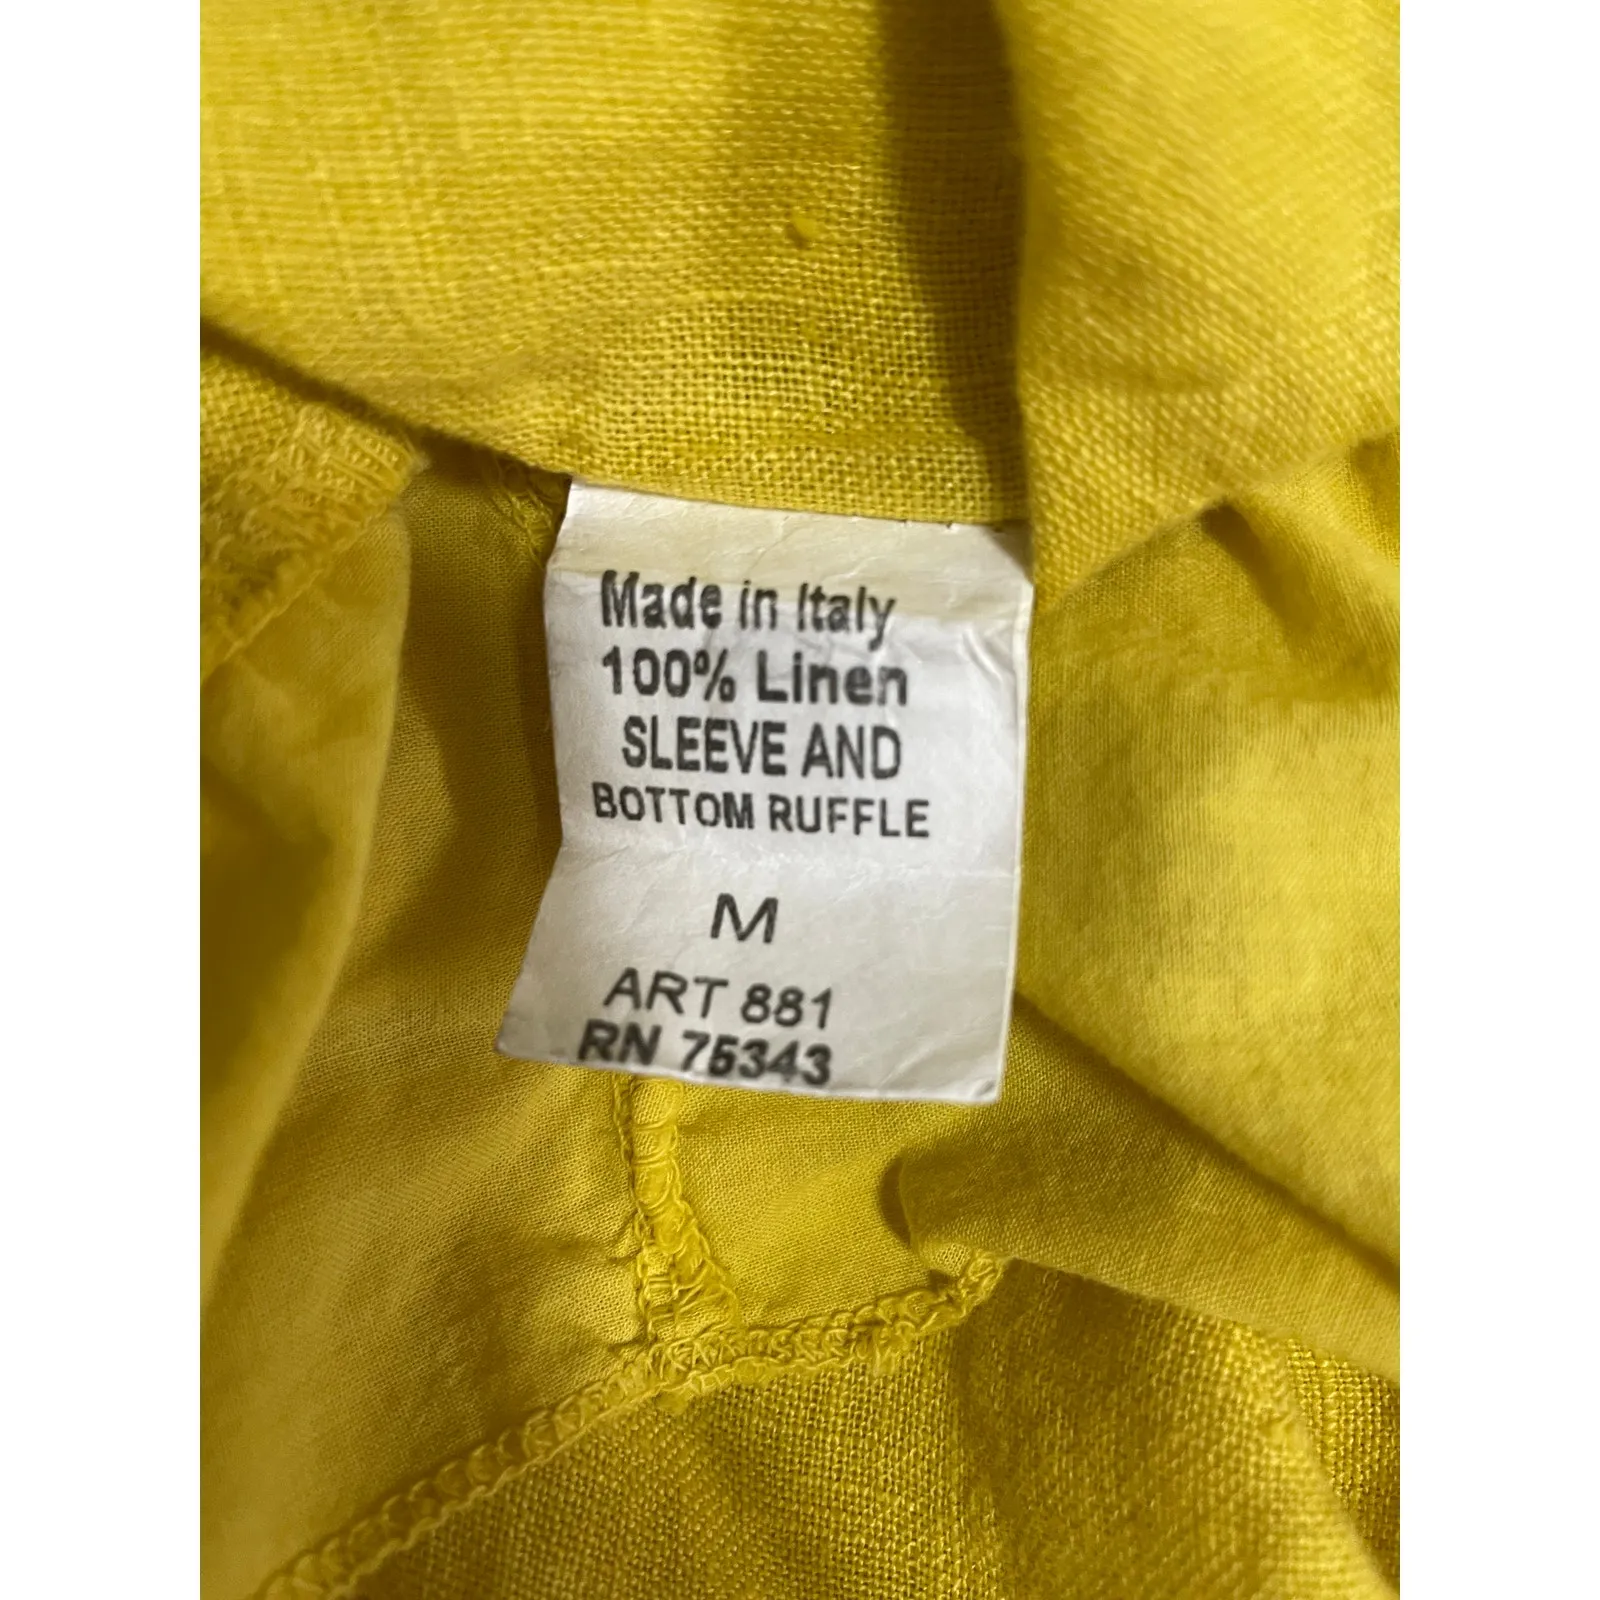 Made in Italy
100% Linen
SLEEVE AND
BOTTOM RUFFLE
M
ART 881
RN 75343